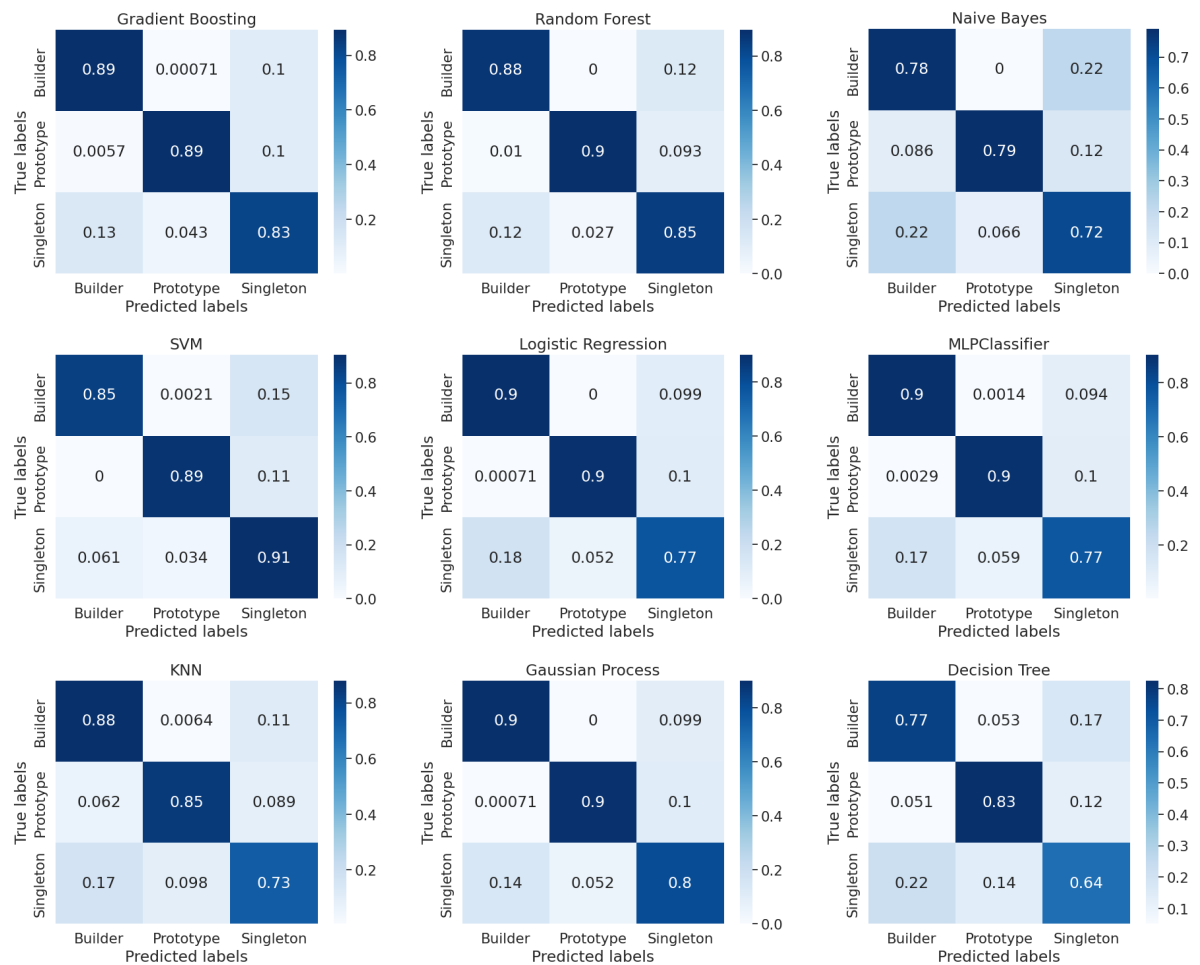 Gradient Boosting
True labels
Builder
Prototype
Singleton
0.89 0.00071 0.1
0.0057 0.89 0.1
0.13 0.043 0.83
0.8
0.6
0.4
0.2
Builder Prototype Singleton
Predicted labels
Random Forest
True labels
Builder
Prototype
Singleton
0.88 0 0.12
0.01 0.9 0.093
0.12 0.027 0.85
0.8
0.6
0.4
0.2
0.0
Builder Prototype Singleton
Predicted labels
Naive Bayes
True labels
Builder
Prototype
Singleton
0.78 0 0.22
0.086 0.79 0.12
0.22 0.066 0.72
0.7
0.6
0.5
0.4
0.3
0.2
0.1
0.0
Builder Prototype Singleton
Predicted labels
SVM
True labels
Builder
Prototype
Singleton
0.85 0.0021 0.15
0 0.89 0.11
0.061 0.034 0.91
0.8
0.6
0.4
0.2
0.0
Builder Prototype Singleton
Predicted labels
Logistic Regression
True labels
Builder
Prototype
Singleton
0.9 0 0.099
0.00071 0.9 0.1
0.18 0.052 0.77
0.8
0.6
0.4
0.2
0.0
Builder Prototype Singleton
Predicted labels
MLPClassifier
True labels
Builder
Prototype
Singleton
0.9 0.0014 0.094
0.0029 0.9 0.1
0.17 0.059 0.77
0.8
0.6
0.4
0.2
Builder Prototype Singleton
Predicted labels
KNN
True labels
Builder
Prototype
Singleton
0.88 0.0064 0.11
0.062 0.85 0.089
0.17 0.098 0.73
0.8
0.6
0.4
0.2
Builder Prototype Singleton
Predicted labels
Gaussian Process
True labels
Builder
Prototype
Singleton
0.9 0 0.099
0.00071 0.9 0.1
0.14 0.052 0.8
0.8
0.6
0.4
0.2
0.0
Builder Prototype Singleton
Predicted labels
Decision Tree
True labels
Builder
Prototype
Singleton
0.77 0.053 0.17
0.051 0.83 0.12
0.22 0.14 0.64
0.8
0.7
0.6
0.5
0.4
0.3
0.2
0.1
Builder Prototype Singleton
Predicted labels